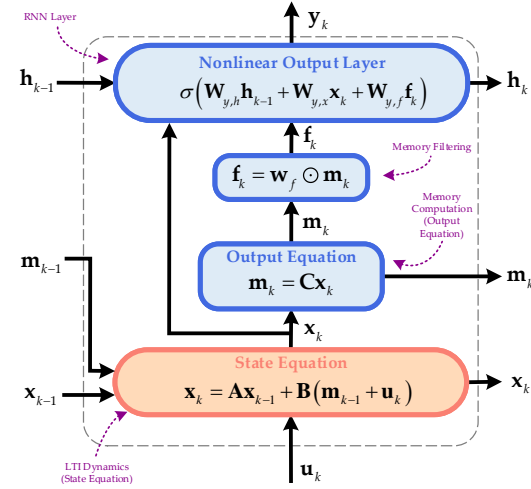 y_k
RNN Layer
Nonlinear Output Layer
h_{k-1}
σ(W_{y,h}h_{k-1} + W_{y,x}x_k + W_{y,f}f_k)
h_k
f_k
Memory Filtering
f_k = w_f ⊙ m_k
m_k
Memory
Computation
(Output
Equation)
Output Equation
m_{k-1}
m_k = Cx_k
m_k
x_k
State Equation
x_{k-1}
x_k = Ax_{k-1} + B(m_{k-1} + u_k)
x_k
LTI Dynamics
(State Equation)
u_k